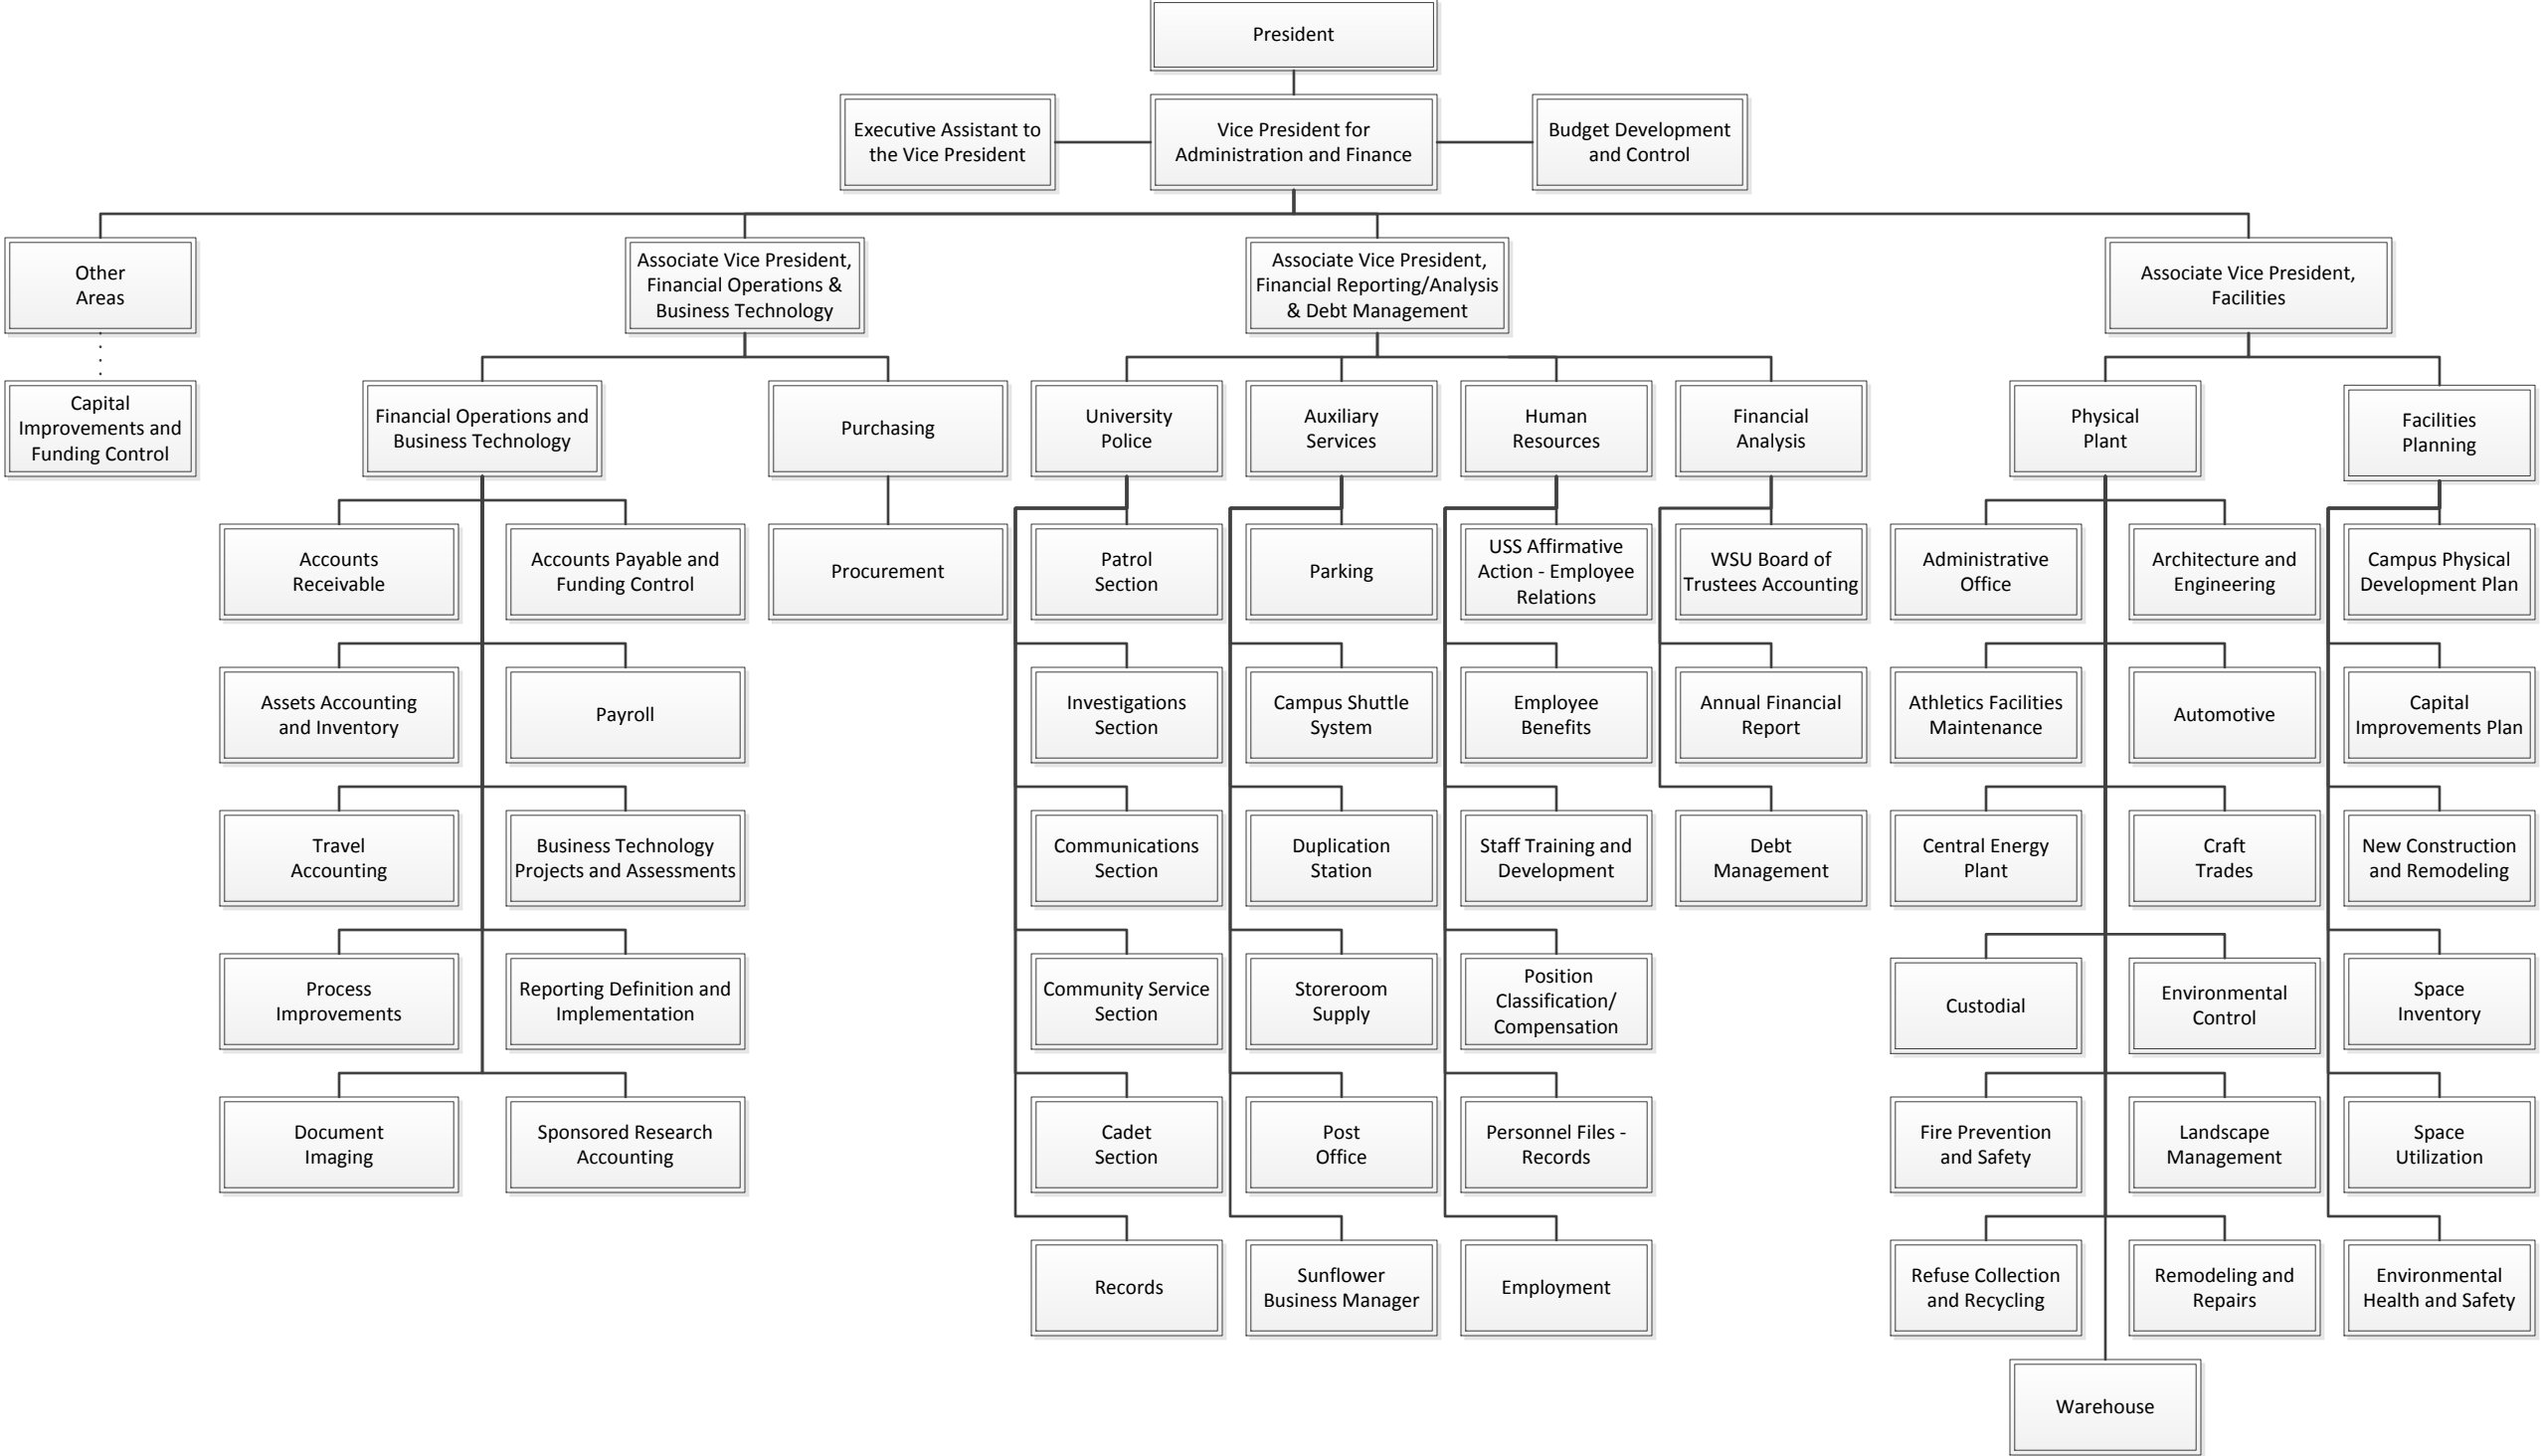 President
Executive Assistant to
the Vice President
Vice President for
Administration and Finance
Budget Development
and Control
Other
Areas
Associate Vice President,
Financial Operations &
Business Technology
Associate Vice President,
Financial Reporting/Analysis
& Debt Management
Associate Vice President,
Facilities
Capital
Improvements and
Funding Control
Financial Operations and
Business Technology
Purchasing
University
Police
Auxiliary
Services
Human
Resources
Financial
Analysis
Physical
Plant
Facilities
Planning
Accounts
Receivable
Accounts Payable and
Funding Control
Procurement
Patrol
Section
Parking
USS Affirmative
Action - Employee
Relations
WSU Board of
Trustees Accounting
Administrative
Office
Architecture and
Engineering
Campus Physical
Development Plan
Assets Accounting
and Inventory
Payroll
Investigations
Section
Campus Shuttle
System
Employee
Benefits
Annual Financial
Report
Athletics Facilities
Maintenance
Automotive
Capital
Improvements Plan
Travel
Accounting
Business Technology
Projects and Assessments
Communications
Section
Duplication
Station
Staff Training and
Development
Debt
Management
Central Energy
Plant
Craft
Trades
New Construction
and Remodeling
Process
Improvements
Reporting Definition and
Implementation
Community Service
Section
Storeroom
Supply
Position
Classification/
Compensation
Custodial
Environmental
Control
Space
Inventory
Document
Imaging
Sponsored Research
Accounting
Cadet
Section
Post
Office
Personnel Files -
Records
Fire Prevention
and Safety
Landscape
Management
Space
Utilization
Records
Sunflower
Business Manager
Employment
Refuse Collection
and Recycling
Remodeling and
Repairs
Environmental
Health and Safety
Warehouse